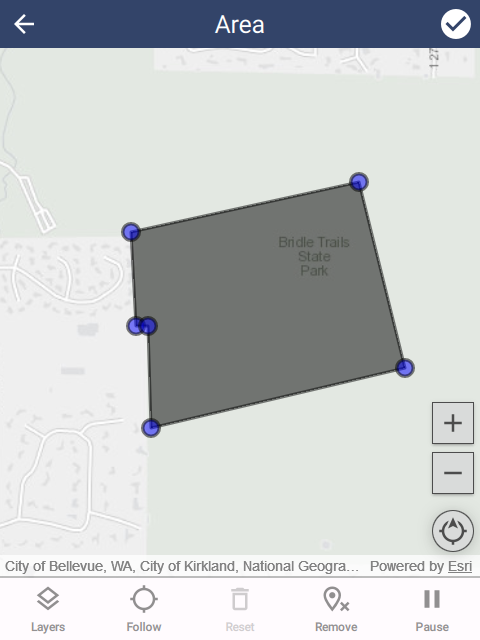 Area
127
Bridle Trails
State
Park
City of Bellevue, WA, City of Kirkland, National Geogra... Powered by Esri
Layers Follow Reset Remove Pause